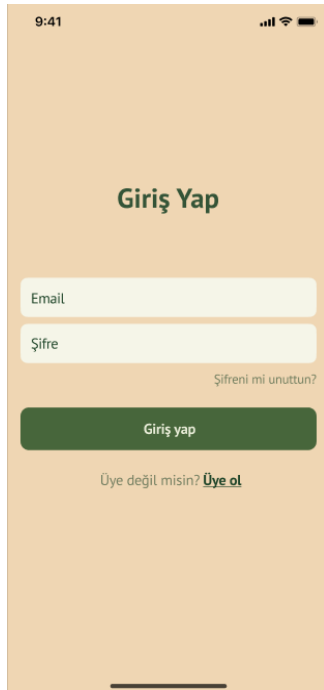 9:41
Giriş Yap
Email
Şifre
Şifreni mi unuttun?
Giriş yap
Üye değil misin? Üye ol